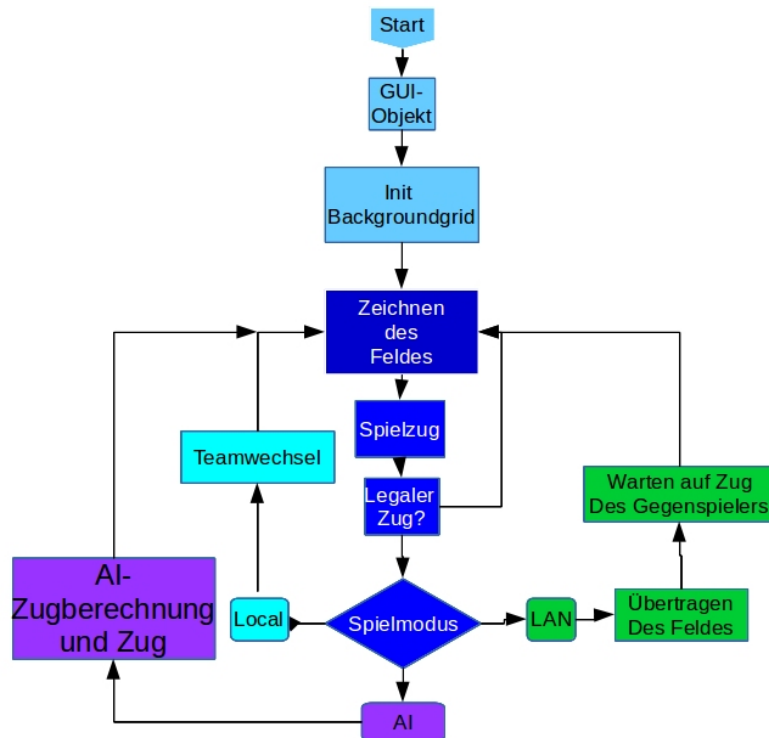 Start
GUI-
Objekt
Init
Backgroundgrid
Zeichnen
des
Feldes
Spielzug
Teamwechsel
Legaler
Zug?
Warten auf Zug
Des Gegenspielers
AI-
Zugberechnung
und Zug
Local
Spielmodus
LAN
Übertragen
Des Feldes
AI